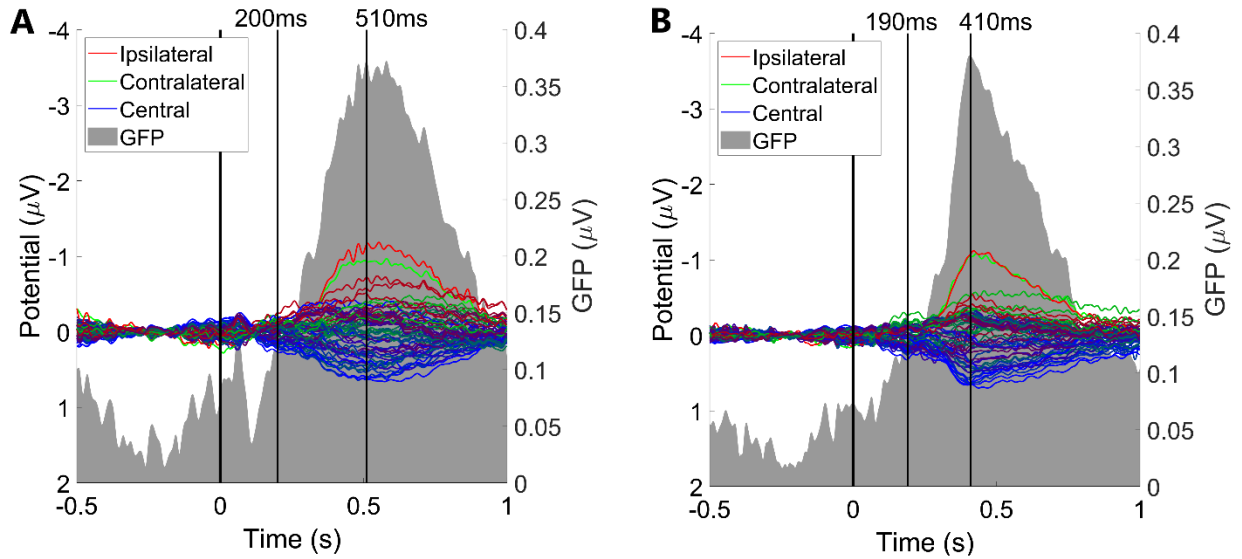 A
200ms 510ms
-4
-3
-2
-1
0
1
2
Potential (μV)
Ipsilateral
Contralateral
Central
GFP
0.4
0.35
0.3
0.25
0.2
0.15
0.1
0.05
0
GFP (μV)
-0.5 0 0.5 1
Time (s)
B
190ms 410ms
-4
-3
-2
-1
0
1
2
Potential (μV)
Ipsilateral
Contralateral
Central
GFP
0.4
0.35
0.3
0.25
0.2
0.15
0.1
0.05
0
GFP (μV)
-0.5 0 0.5 1
Time (s)